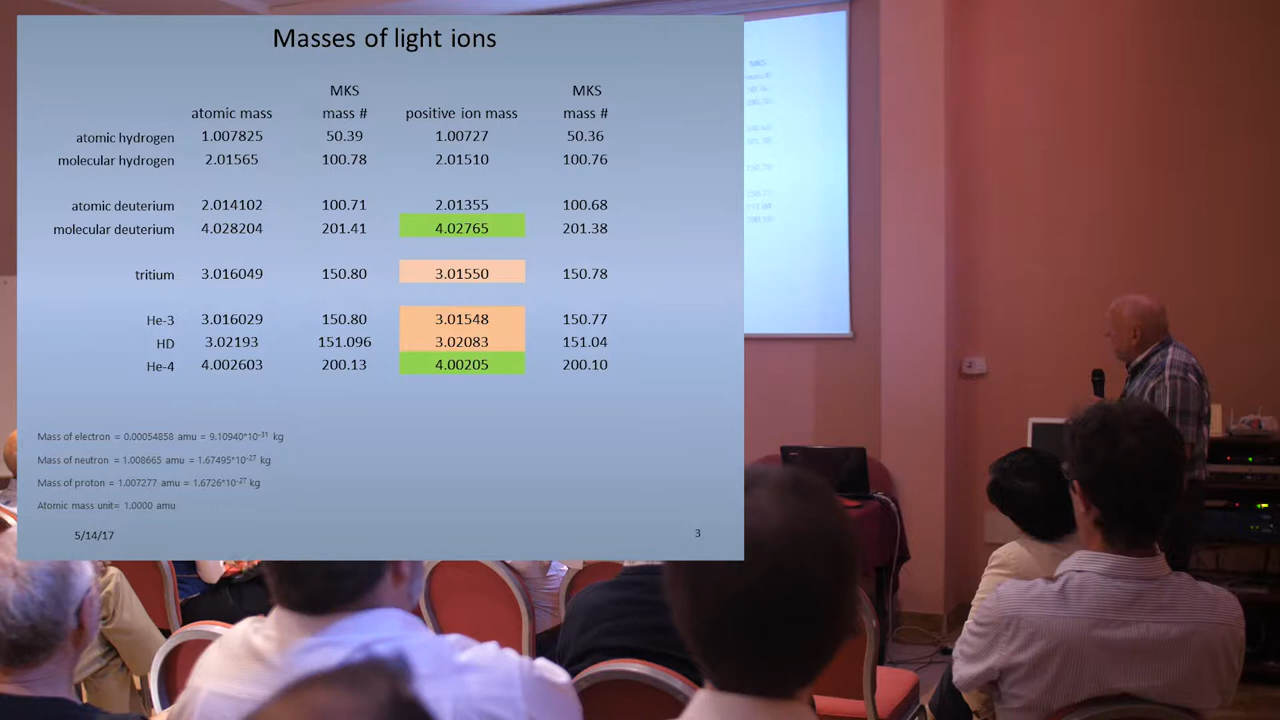 Masses of light ions
MKS MKS
atomic mass mass # positive ion mass mass #
atomic hydrogen 1.007825 50.39 1.00727 50.36
molecular hydrogen 2.01565 100.78 2.01510 100.76
atomic deuterium 2.014102 100.71 2.01355 100.68
molecular deuterium 4.028204 201.41 4.02765 201.38
tritium 3.016049 150.80 3.01550 150.78
He-3 3.016029 150.80 3.01548 150.77
HD 3.02193 151.096 3.02083 151.04
He-4 4.002603 200.13 4.00205 200.10
Mass of electron = 0.00054858 amu = 9.10940*10⁻³¹ kg
Mass of neutron = 1.008665 amu = 1.67495*10⁻²⁷ kg
Mass of proton = 1.007277 amu = 1.6726*10⁻²⁷ kg
Atomic mass unit= 1.0000 amu
5/14/17 3
MKS